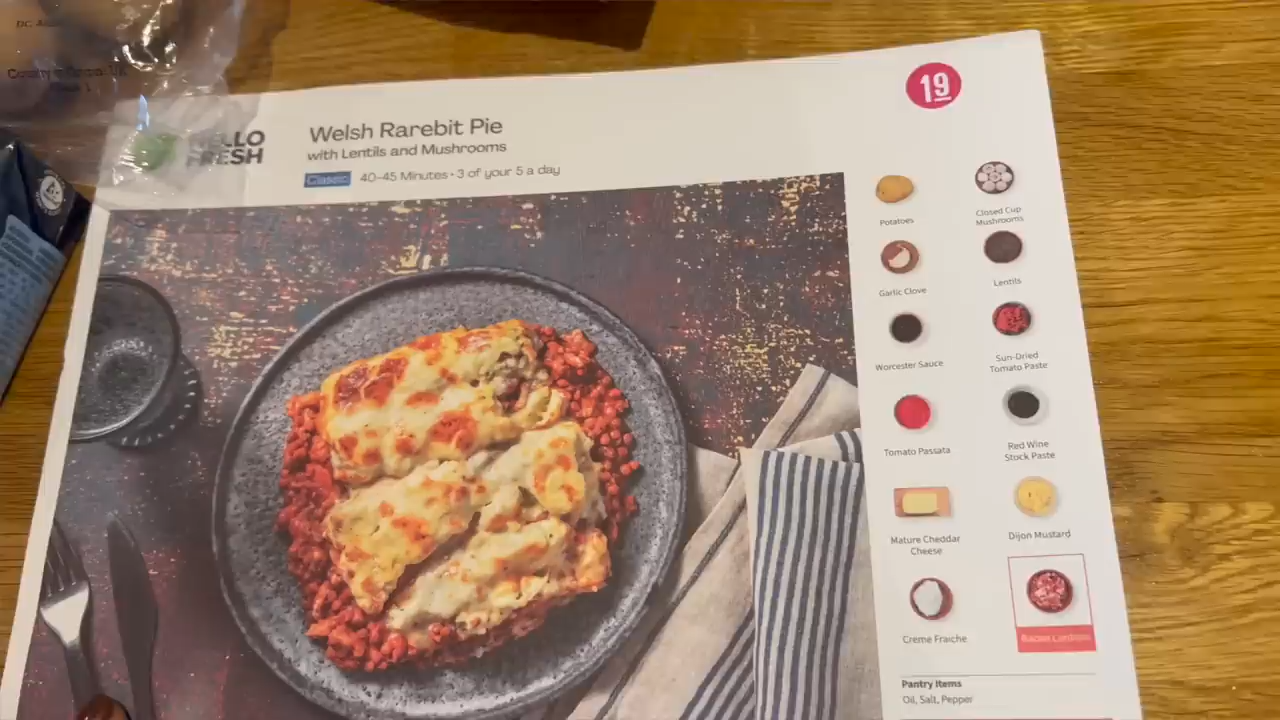 19
HELLO
FRESH
Welsh Rarebit Pie
with Lentils and Mushrooms
Classic 40-45 Minutes • 3 of your 5 a day
Potatoes
Closed Cup
Mushrooms
Garlic Clove
Lentils
Worcester Sauce
Sun-Dried
Tomato Paste
Tomato Passata
Red Wine
Stock Paste
Mature Cheddar
Cheese
Dijon Mustard
Creme Fraiche
Bacon Lardons
Pantry Items
Oil, Salt, Pepper